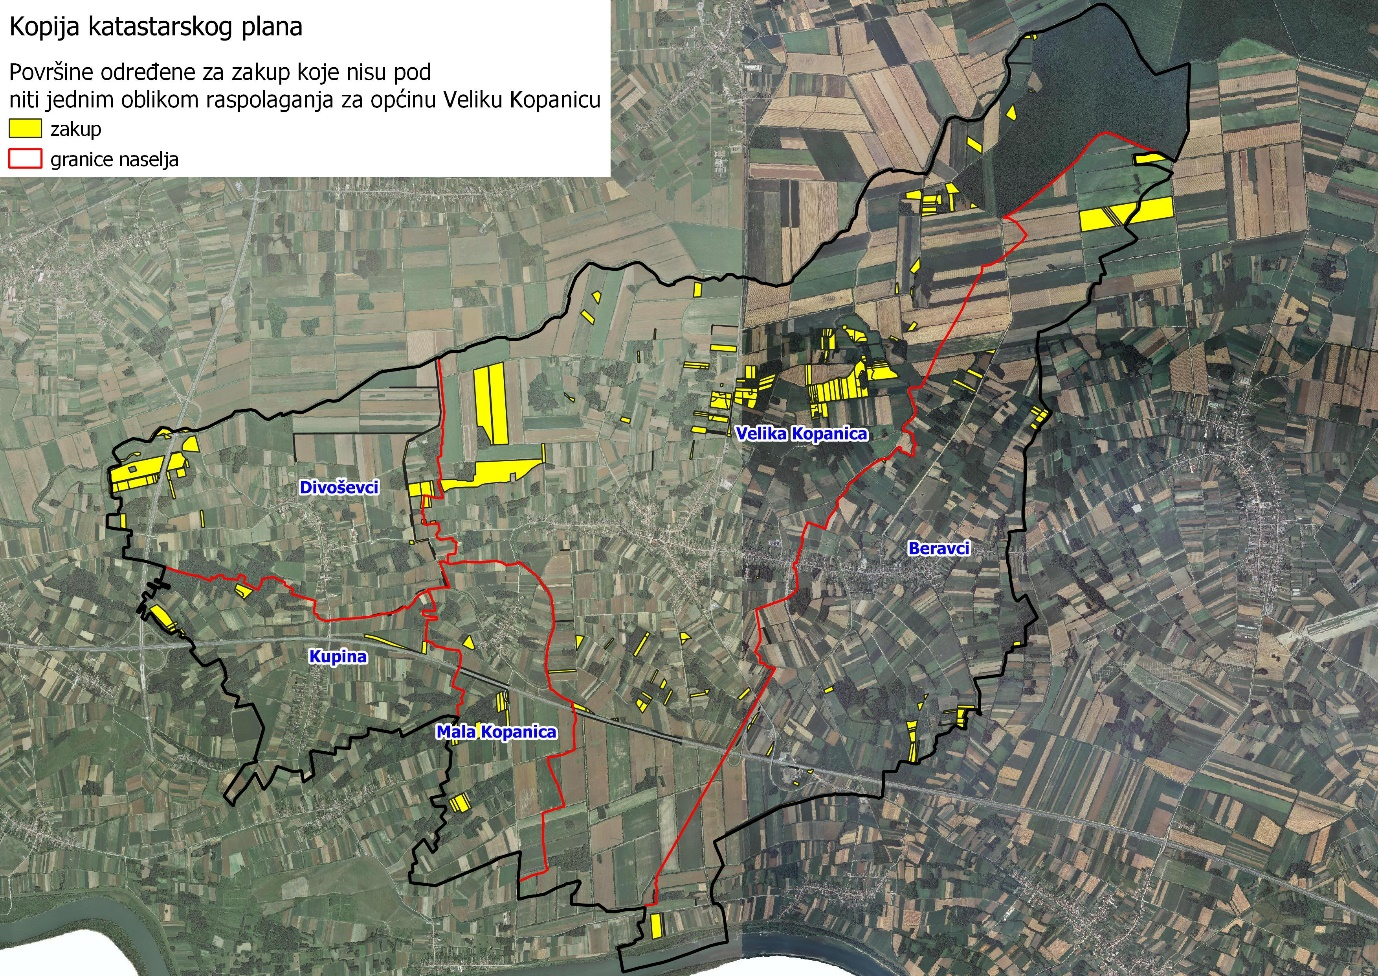 Kopija katastarskog plana
Površine određene za zakup koje nisu pod
niti jednim oblikom raspolaganja za općinu Veliku Kopanicu
zakup
granice naselja
Velika Kopanica
Divoševci
Beravci
Kupina
Mala Kopanica